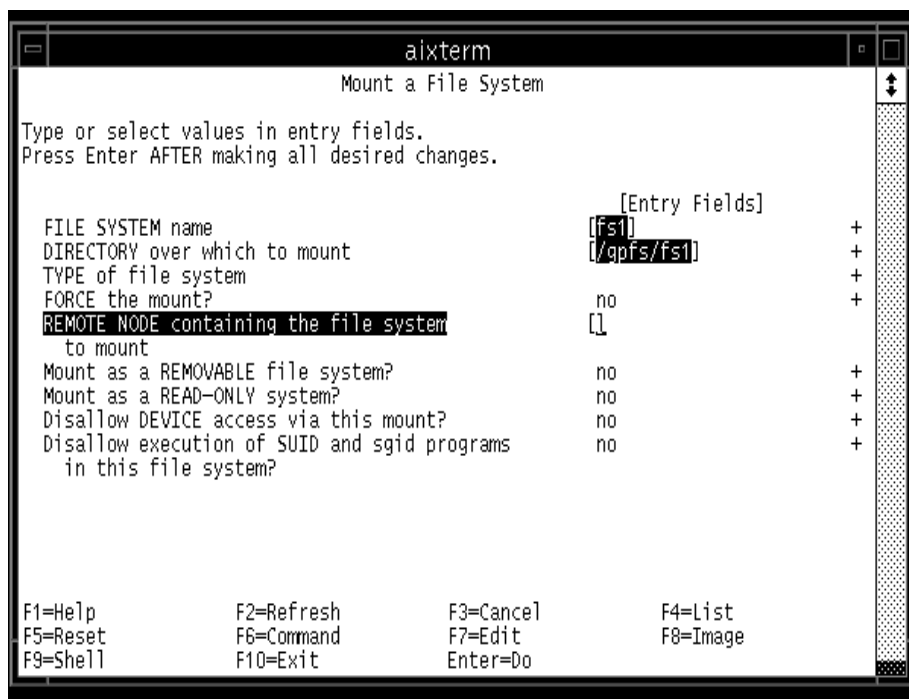 aixterm
Mount a File System
Type or select values in entry fields.
Press Enter AFTER making all desired changes.
[Entry Fields]
FILE SYSTEM name [fs1] +
DIRECTORY over which to mount [/gpfs/fs1] +
TYPE of file system +
FORCE the mount? no +
REMOTE NODE containing the file system []
to mount
Mount as a REMOVABLE file system? no +
Mount as a READ-ONLY system? no +
Disallow DEVICE access via this mount? no +
Disallow execution of SUID and sgid programs no +
in this file system?
F1=Help F2=Refresh F3=Cancel F4=List
F5=Reset F6=Command F7=Edit F8=Image
F9=Shell F10=Exit Enter=Do